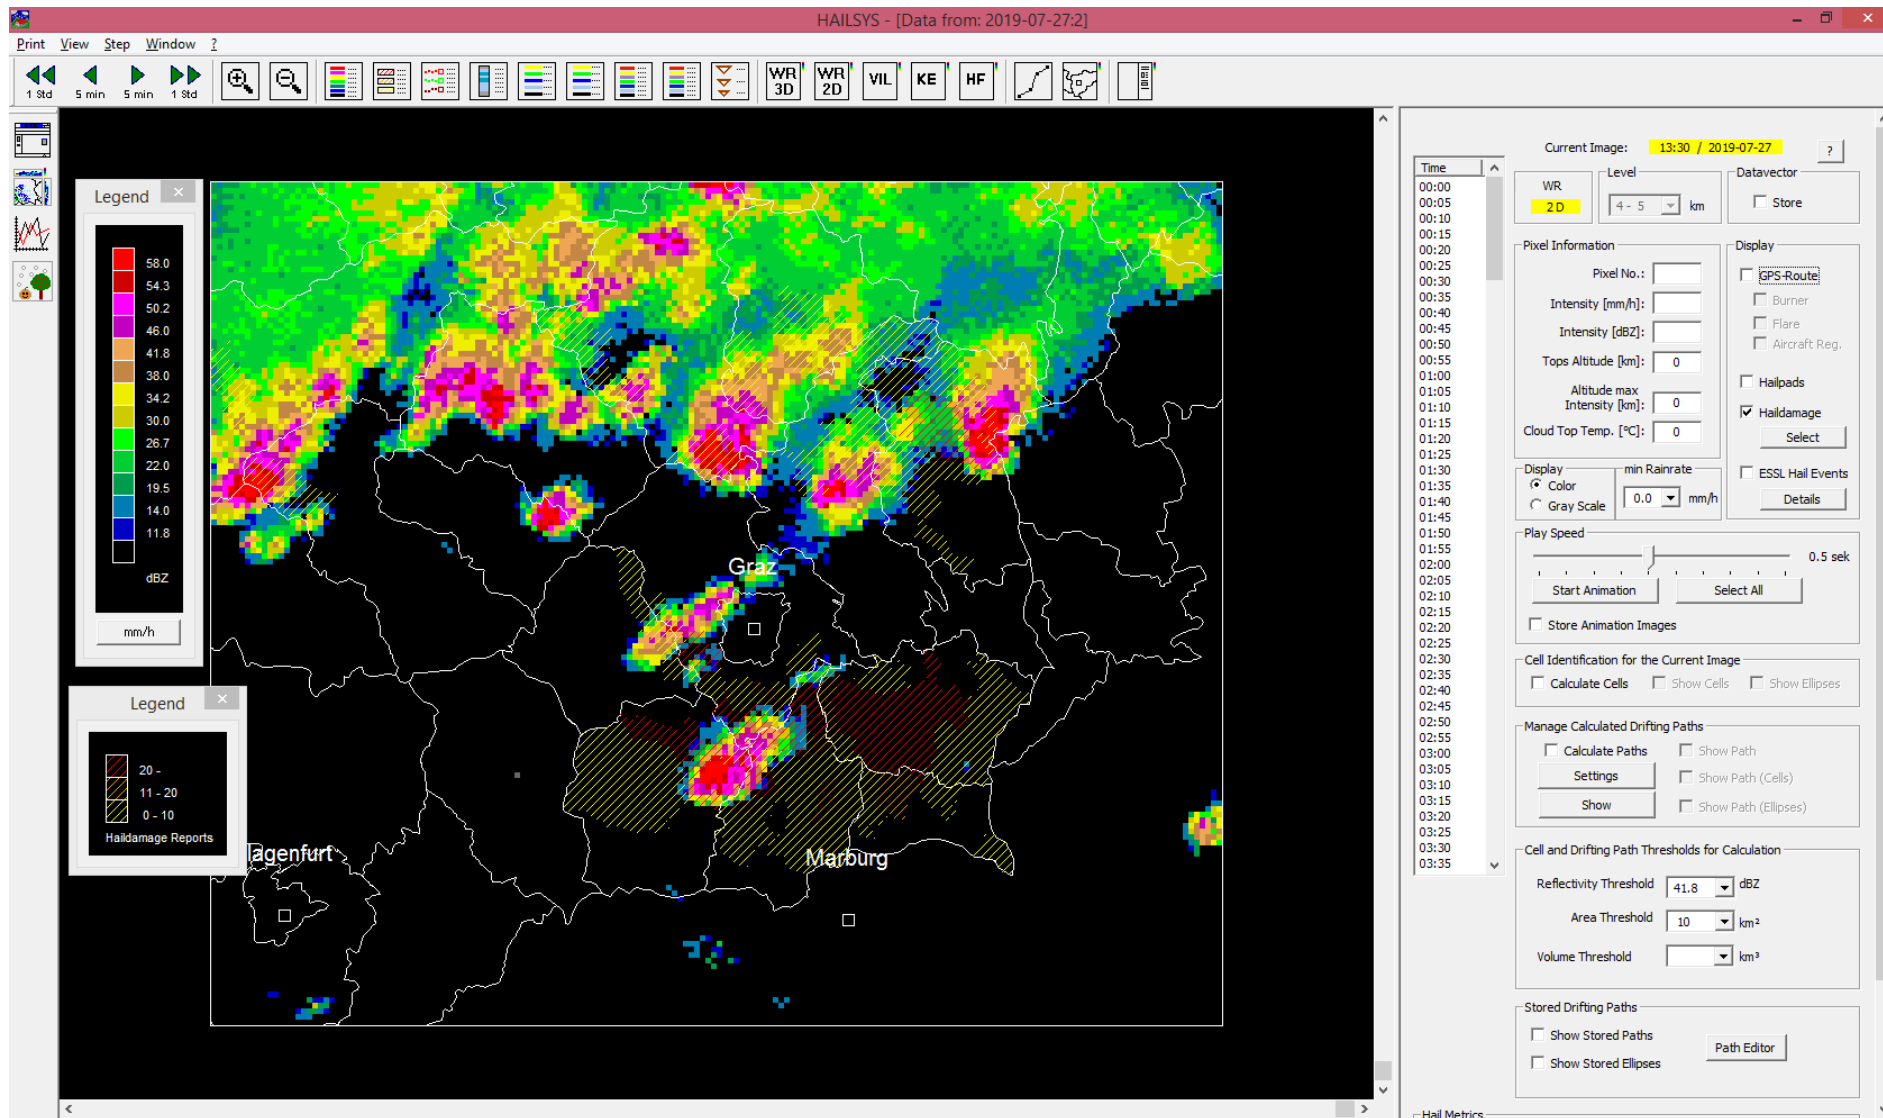 HAILSYS - [Data from: 2019-07-27:2]
Print View Step Window ?
1 Std 5 min 5 min 1 Std WR 3D WR 2D VIL KE HF
Legend
58.0
54.3
50.2
46.0
41.8
38.0
34.2
30.0
26.7
22.0
19.5
14.0
11.8
dBZ
mm/h
Legend
20 -
11 - 20
0 - 10
Haildamage Reports
Graz
lagenfurt
Marburg
Time
00:00
00:05
00:10
00:15
00:20
00:25
00:30
00:35
00:40
00:45
00:50
00:55
01:00
01:05
01:10
01:15
01:20
01:25
01:30
01:35
01:40
01:45
01:50
01:55
02:00
02:05
02:10
02:15
02:20
02:25
02:30
02:35
02:40
02:45
02:50
02:55
03:00
03:05
03:10
03:15
03:20
03:25
03:30
03:35
Current Image: 13:30 / 2019-07-27 ?
WR
2D
Level
4 - 5 km
Datavector
Store
Pixel Information
Pixel No.:
Intensity [mm/h]:
Intensity [dBZ]:
Tops Altitude [km]: 0
Altitude max
Intensity [km]: 0
Cloud Top Temp. [°C]: 0
Display
GPS-Route
Burner
Flare
Aircraft Reg.
Hailpads
Haildamage
Select
ESSL Hail Events
Details
Display
Color
Gray Scale
min Rainrate
0.0 mm/h
Play Speed
0.5 sek
Start Animation Select All
Store Animation Images
Cell Identification for the Current Image
Calculate Cells Show Cells Show Ellipses
Manage Calculated Drifting Paths
Calculate Paths Show Path
Settings Show Path (Cells)
Show Show Path (Ellipses)
Cell and Drifting Path Thresholds for Calculation
Reflectivity Threshold 41.8 dBZ
Area Threshold 10 km²
Volume Threshold km³
Stored Drifting Paths
Show Stored Paths
Show Stored Ellipses
Path Editor
Hail Metrics